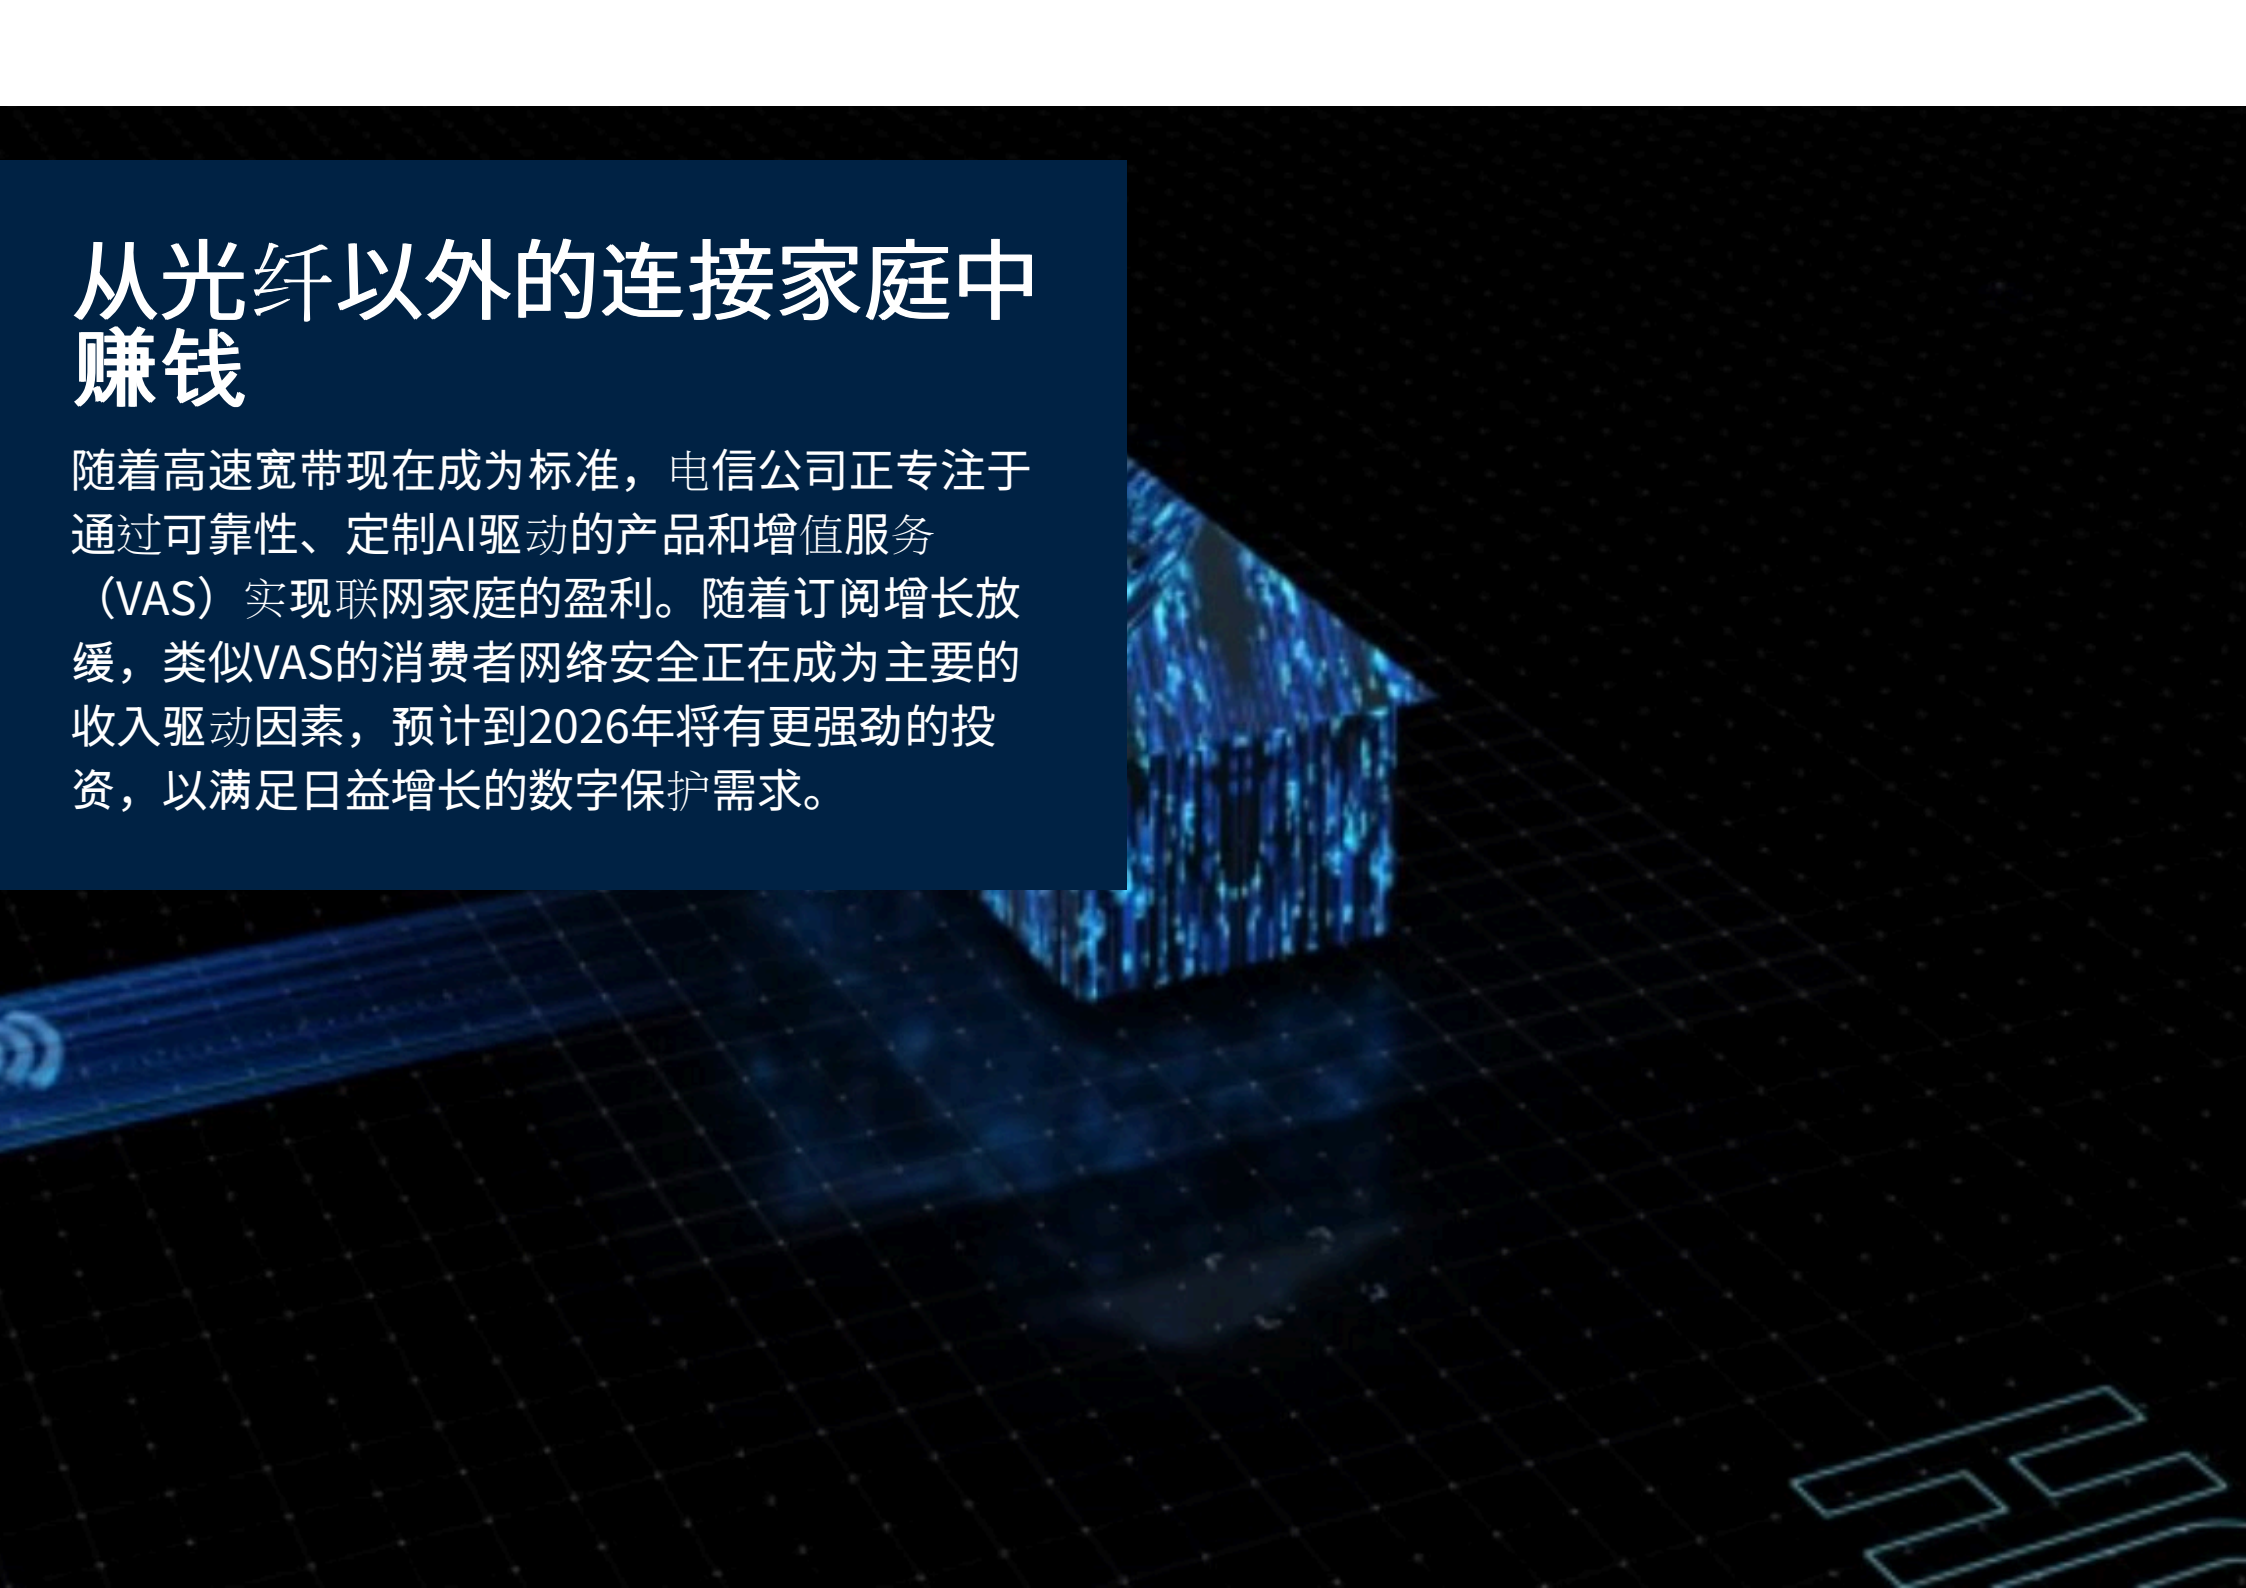 从光纤以外的连接家庭中
赚钱
随着高速宽带现在成为标准，电信公司正专注于
通过可靠性、定制AI驱动的产品和增值服务
（VAS）实现联网家庭的盈利。随着订阅增长放
缓，类似VAS的消费者网络安全正在成为主要的
收入驱动因素，预计到2026年将有更强劲的投
资，以满足日益增长的数字保护需求。